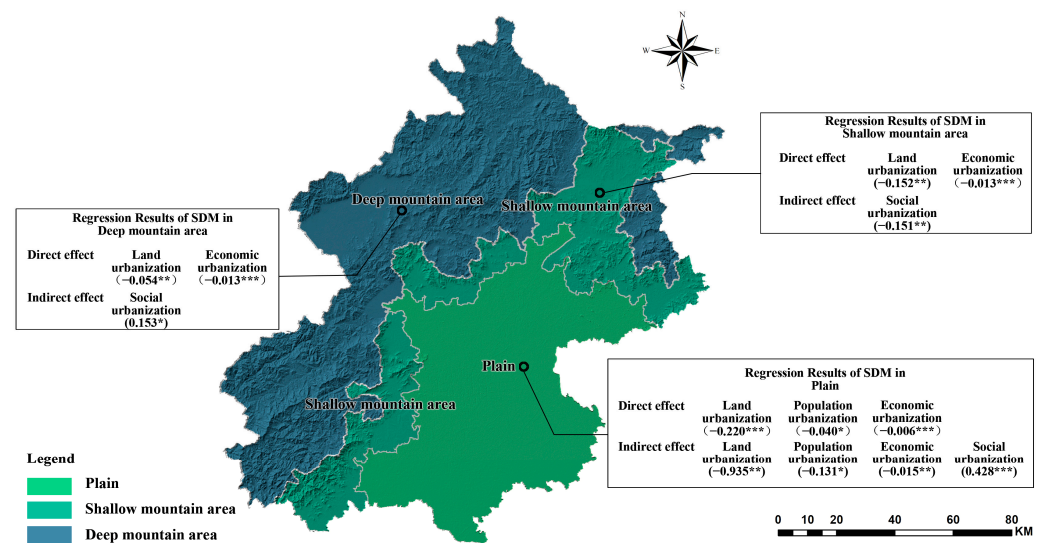 N
W E
S
Regression Results of SDM in
Shallow mountain area
Direct effect Land Economic
urbanization urbanization
(−0.152**) (−0.013***)
Indirect effect Social
urbanization
(−0.151**)
Deep mountain area
Shallow mountain area
Regression Results of SDM in
Deep mountain area
Direct effect Land Economic
urbanization urbanization
(−0.054**) (−0.013***)
Indirect effect Social
urbanization
(0.153*)
Plain
Shallow mountain area
Regression Results of SDM in
Plain
Direct effect Land Population Economic
urbanization urbanization urbanization
(−0.220***) (−0.040*) (−0.006***)
Indirect effect Land Population Economic Social
urbanization urbanization urbanization urbanization
(−0.935**) (−0.131*) (−0.015**) (0.428***)
Legend
Plain
Shallow mountain area
Deep mountain area
0 10 20 40 60 80
KM